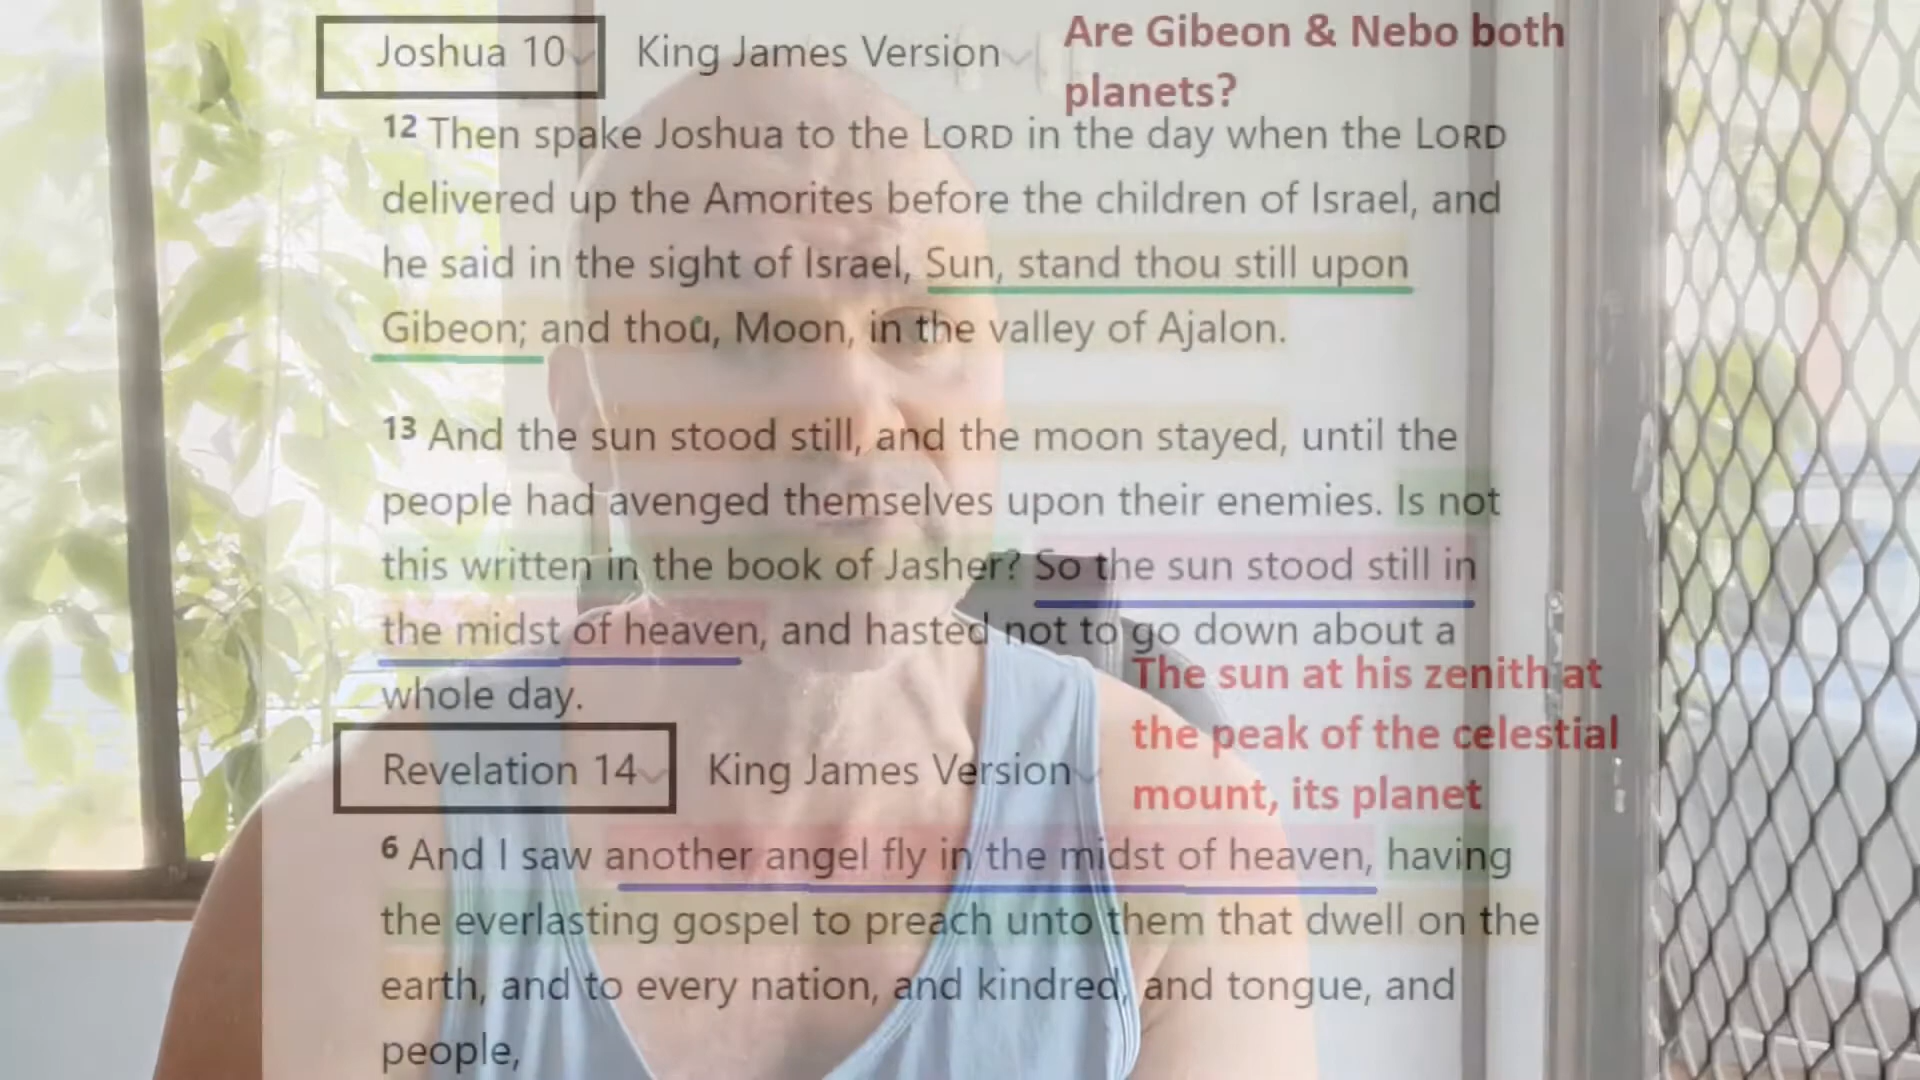 Joshua 10 King James Version
Are Gibeon & Nebo both
planets?
12 Then spake Joshua to the LORD in the day when the LORD
delivered up the Amorites before the children of Israel, and
he said in the sight of Israel, Sun, stand thou still upon
Gibeon; and thou, Moon, in the valley of Ajalon.
13 And the sun stood still, and the moon stayed, until the
people had avenged themselves upon their enemies. Is not
this written in the book of Jasher? So the sun stood still in
the midst of heaven, and hasted not to go down about a
whole day.
The sun at his zenith at
the peak of the celestial
mount, its planet
Revelation 14 King James Version
6 And I saw another angel fly in the midst of heaven, having
the everlasting gospel to preach unto them that dwell on the
earth, and to every nation, and kindred, and tongue, and
people,